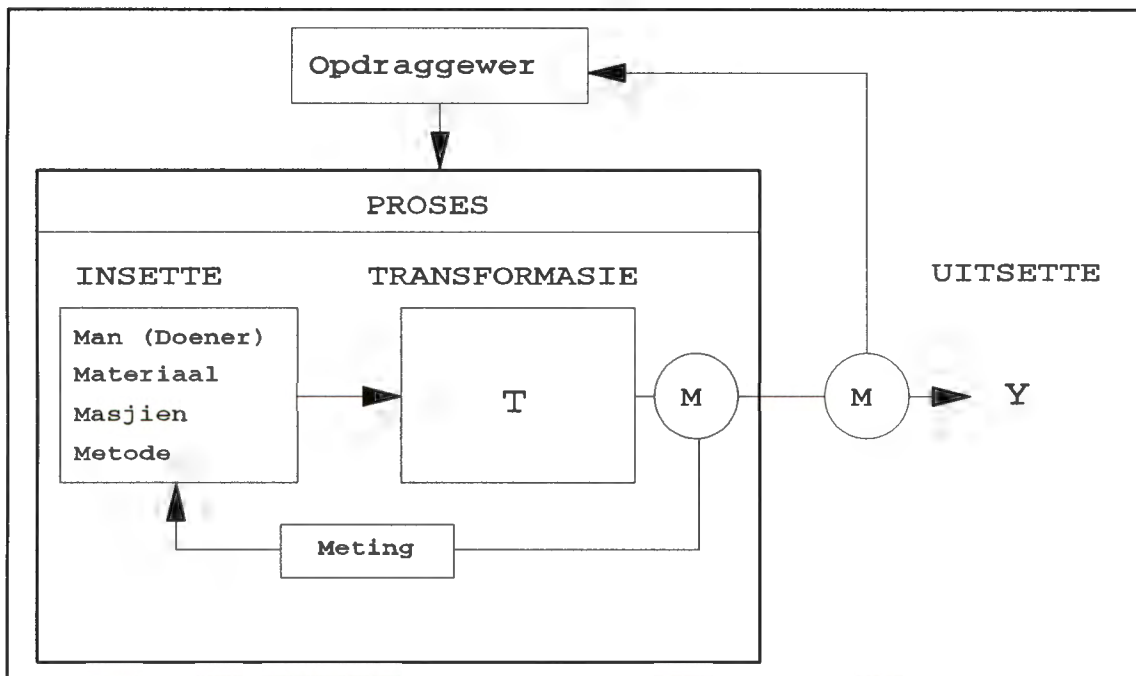 Opdraggewer
PROSES
INSETTE
TRANSFORMASIE
UITSETTE
Man (Doener)
Materiaal
Masjien
Metode
T
M
M
Y
Meting